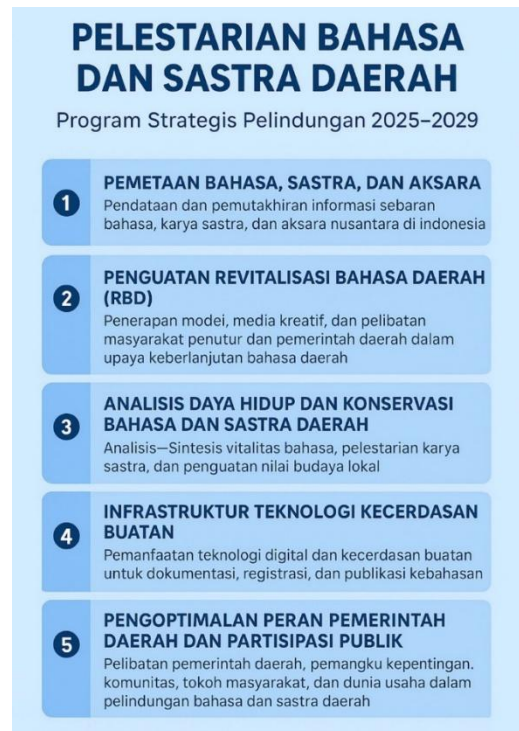 PELESTARIAN BAHASA
DAN SASTRA DAERAH
Program Strategis Pelindungan 2025–2029
1
PEMETAAN BAHASA, SASTRA, DAN AKSARA
Pendataan dan pemutakhiran informasi sebaran
bahasa, karya sastra, dan aksara nusantara di indonesia
2
PENGUATAN REVITALISASI BAHASA DAERAH
(RBD)
Penerapan modei, media kreatif, dan pelibatan
masyarakat penutur dan pemerintah daerah dalam
upaya keberlanjutan bahasa daerah
3
ANALISIS DAYA HIDUP DAN KONSERVASI
BAHASA DAN SASTRA DAERAH
Analisis—Sintesis vitalitas bahasa, pelestarian karya
sastra, dan penguatan nilai budaya lokal
4
INFRASTRUKTUR TEKNOLOGI KECERDASAN
BUATAN
Pemanfaatan teknologi digital dan kecerdasan buatan
untuk dokumentasi, registrasi, dan publikasi kebahasan
5
PENGOPTIMALAN PERAN PEMERINTAH
DAERAH DAN PARTISIPASI PUBLIK
Pelibatan pemerintah daerah, pemangku kepentingan.
komunitas, tokoh masyarakat, dan dunia usaha dalam
pelindungan bahasa dan sastra daerah